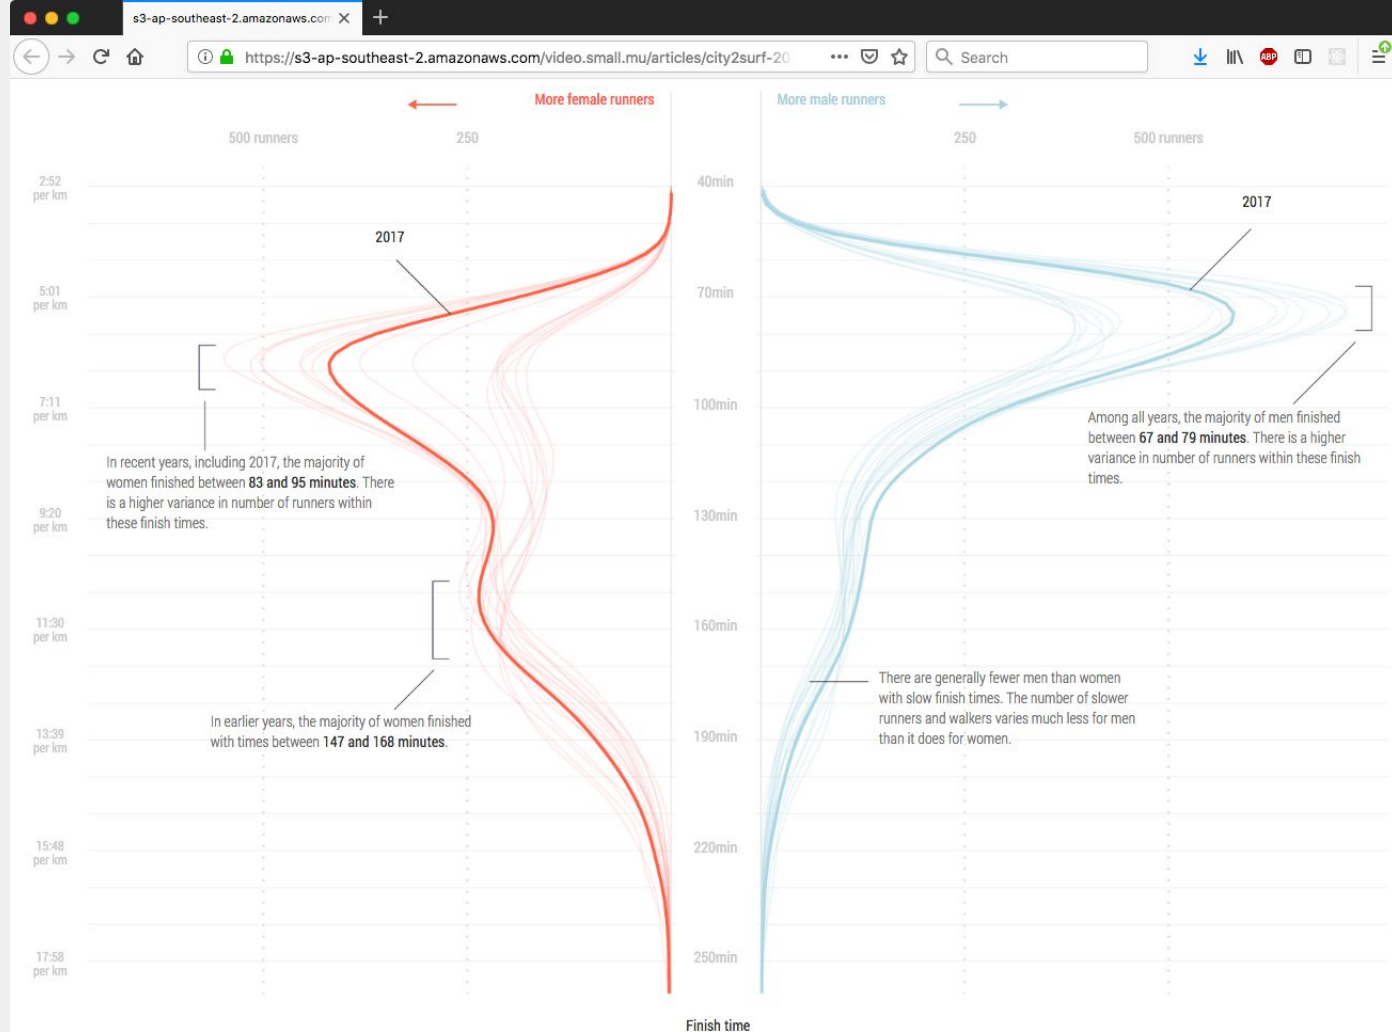 s3-ap-southeast-2.amazonaws.com
https://s3-ap-southeast-2.amazonaws.com/video.small.mu/articles/city2surf-20
Search
ABP
More female runners
More male runners
500 runners
250
250
500 runners
2:52
per km
40min
2017
2017
5:01
per km
70min
7:11
per km
100min
Among all years, the majority of men finished
between 67 and 79 minutes. There is a higher
variance in number of runners within these finish
times.
In recent years, including 2017, the majority of
women finished between 83 and 95 minutes. There
is a higher variance in number of runners within
these finish times.
9:20
per km
130min
11:30
per km
160min
There are generally fewer men than women
with slow finish times. The number of slower
runners and walkers varies much less for men
than it does for women.
In earlier years, the majority of women finished
with times between 147 and 168 minutes.
13:39
per km
190min
15:48
per km
220min
17:58
per km
250min
Finish time